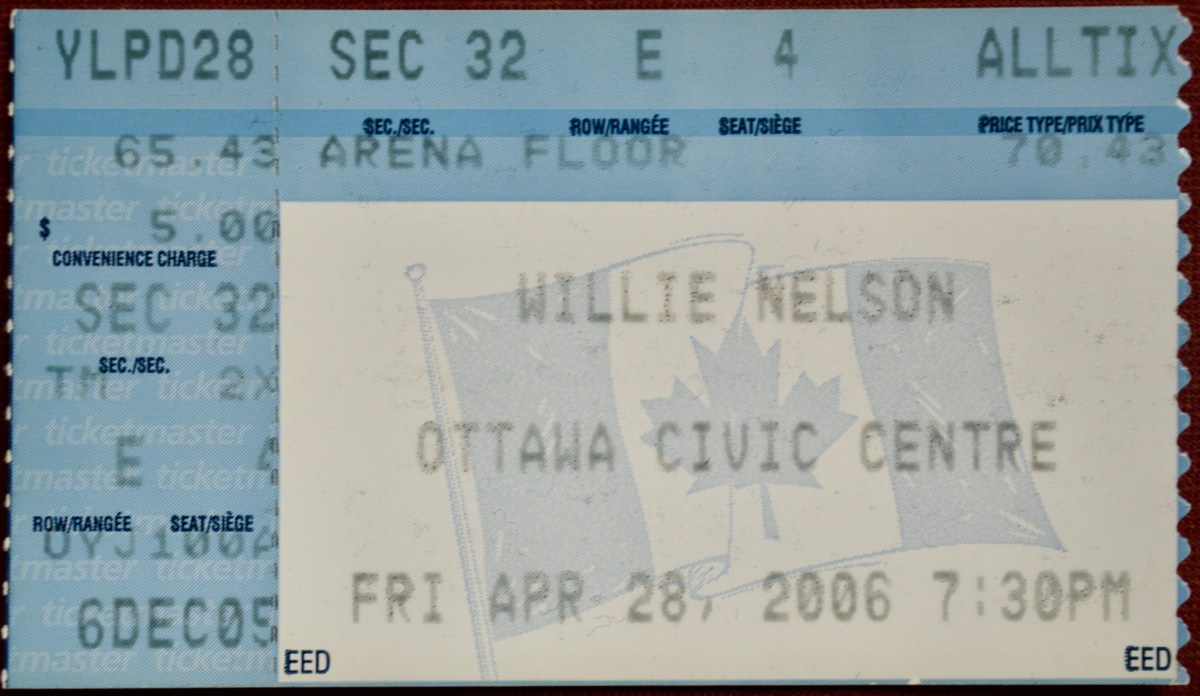 YLPD28 SEC 32 E 4 ALLTIX
SEC./SEC. ROW/RANGÉE SEAT/SIÈGE PRICE TYPE/PRIX TYPE
65.43 ARENA FLOOR 70.43
ticketmaster
$ 5.00
CONVENIENCE CHARGE
SEC 32
SEC./SEC.
TM 2X
E 4
ROW/RANGÉE SEAT/SIÈGE
6DEC05
WILLIE NELSON
OTTAWA CIVIC CENTRE
FRI APR 28, 2006 7:30PM
EED EED